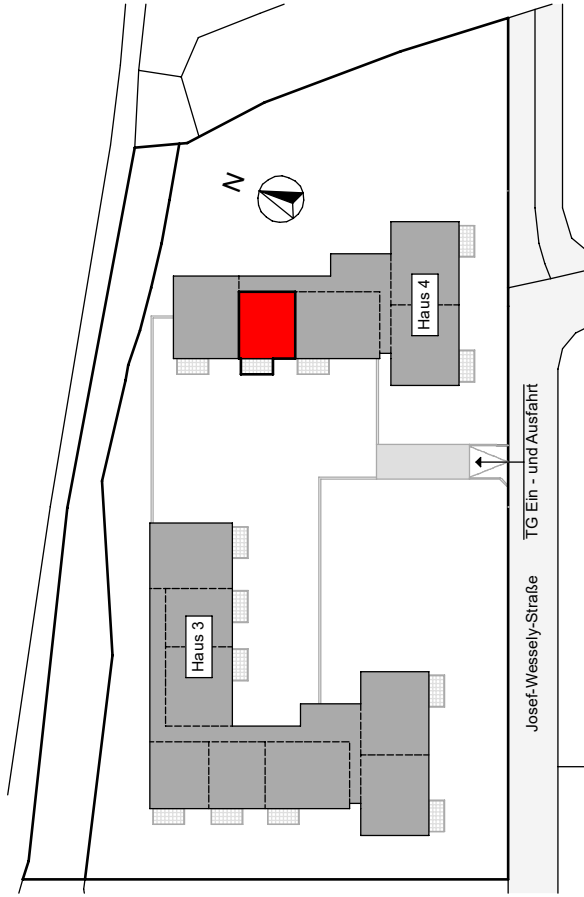 N
Haus 4
Haus 3
TG Ein - und Ausfahrt
Josef-Wessely-Straße